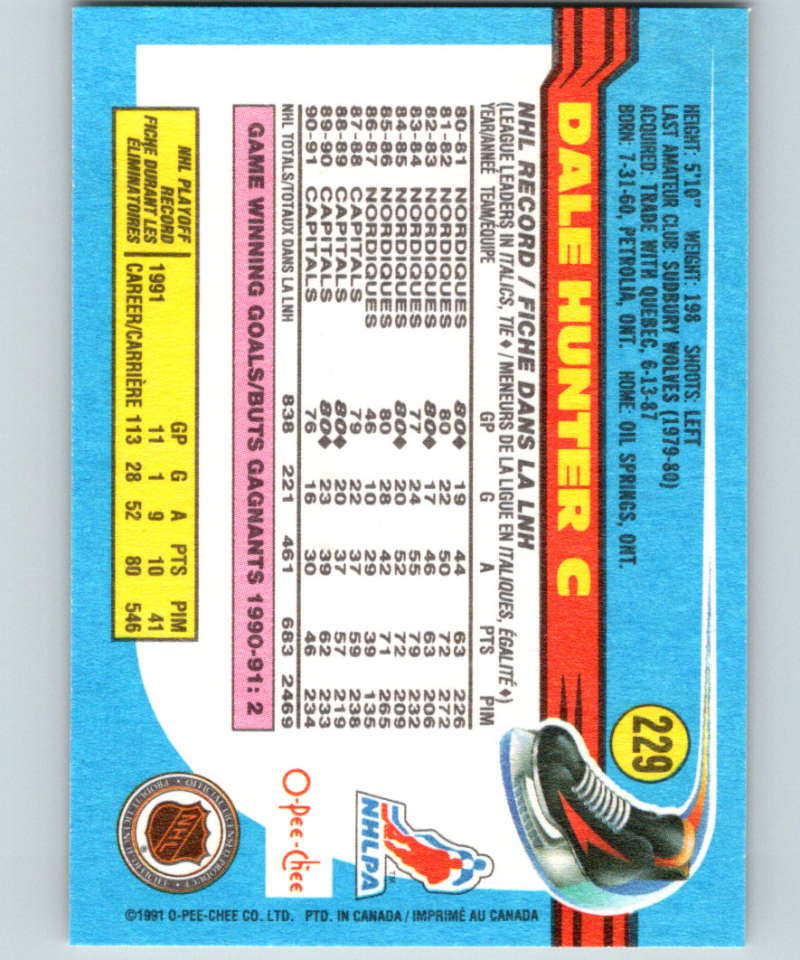 HEIGHT: 5'10" WEIGHT: 198 SHOOTS: LEFT
LAST AMATEUR CLUB: SUDBURY WOLVES (1979-80)
ACQUIRED: TRADE WITH QUEBEC, 6-13-87
BORN: 7-31-60, PETROLIA, ONT. HOME: OIL SPRINGS, ONT.
229
DALE HUNTER C
NHL RECORD / FICHE DANS LA LNH
(LEAGUE LEADERS IN ITALICS, TIE♦ / MENEURS DE LA LIGUE EN ITALIQUES, ÉGALITÉ♦)
YEAR/ANNÉE TEAM/ÉQUIPE GP G A PTS PIM
80-81 NORDIQUES 80♦ 19 44 63 226
81-82 NORDIQUES 80 22 50 72 272
82-83 NORDIQUES 80♦ 17 46 63 206
83-84 NORDIQUES 77 24 55 79 232
84-85 NORDIQUES 80♦ 20 52 72 209
85-86 NORDIQUES 80 28 42 71 265
86-87 NORDIQUES 46 10 29 39 135
87-88 CAPITALS 79 22 37 59 238
88-89 CAPITALS 80♦ 20 37 57 219
89-90 CAPITALS 80♦ 23 39 62 233
90-91 CAPITALS 76 16 30 46 234
NHL TOTALS/TOTAUX DANS LA LNH 838 221 461 683 2469
GAME WINNING GOALS/BUTS GAGNANTS 1990-91: 2
NHL PLAYOFF RECORD
FICHE DURANT LES ÉLIMINATOIRES
GP G A PTS PIM
1991 11 1 9 10 41
CAREER/CARRIÈRE 113 28 52 80 546
NHLPA
™
O-Pee-Chee
OFFICIAL LICENSED PRODUCT
PRODUIT OFFICIEL LICENCIÉ
NHL
®
©1991 O-PEE-CHEE CO. LTD. PTD. IN CANADA / IMPRIMÉ AU CANADA